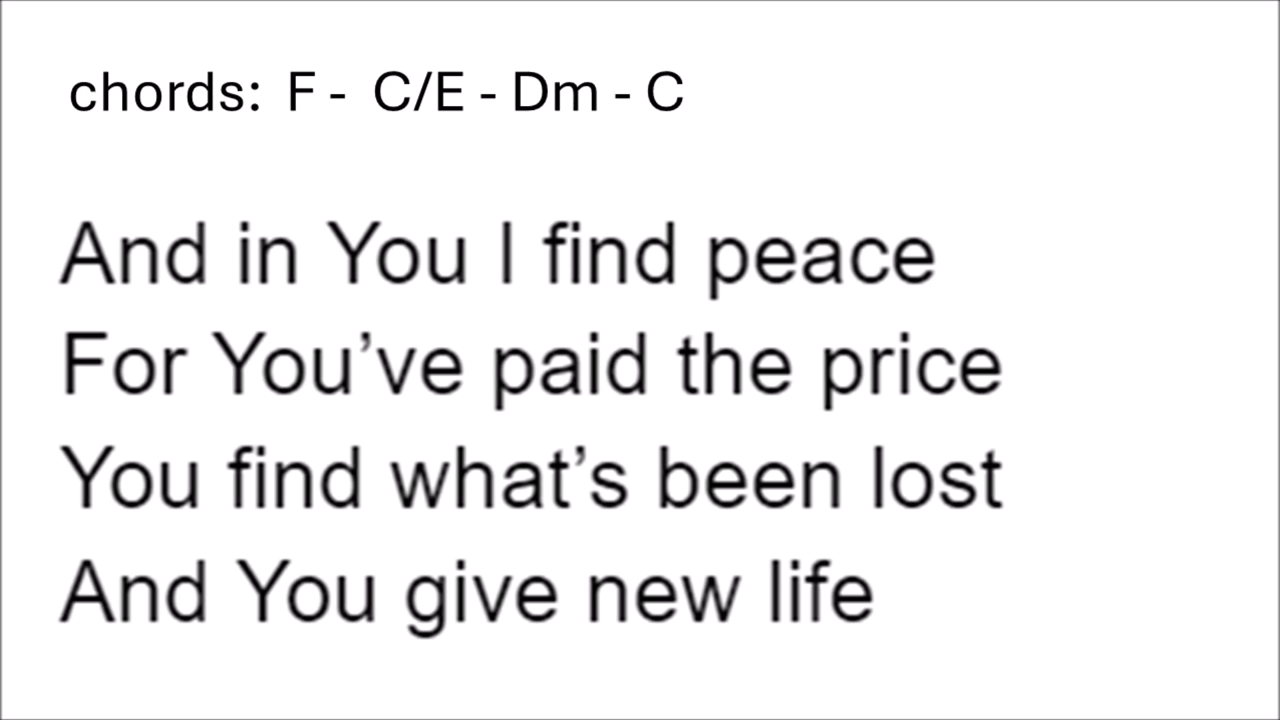 chords: F - C/E - Dm - C
And in You I find peace
For You’ve paid the price
You find what’s been lost
And You give new life